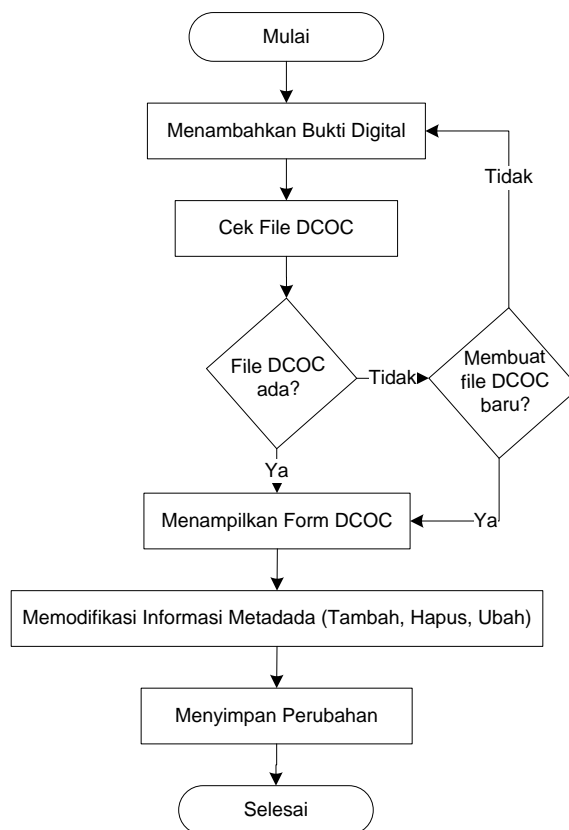 Mulai
Menambahkan Bukti Digital
Tidak
Cek File DCOC
File DCOC
ada?
Tidak
Membuat
file DCOC
baru?
Ya
Menampilkan Form DCOC
Ya
Memodifikasi Informasi Metadada (Tambah, Hapus, Ubah)
Menyimpan Perubahan
Selesai